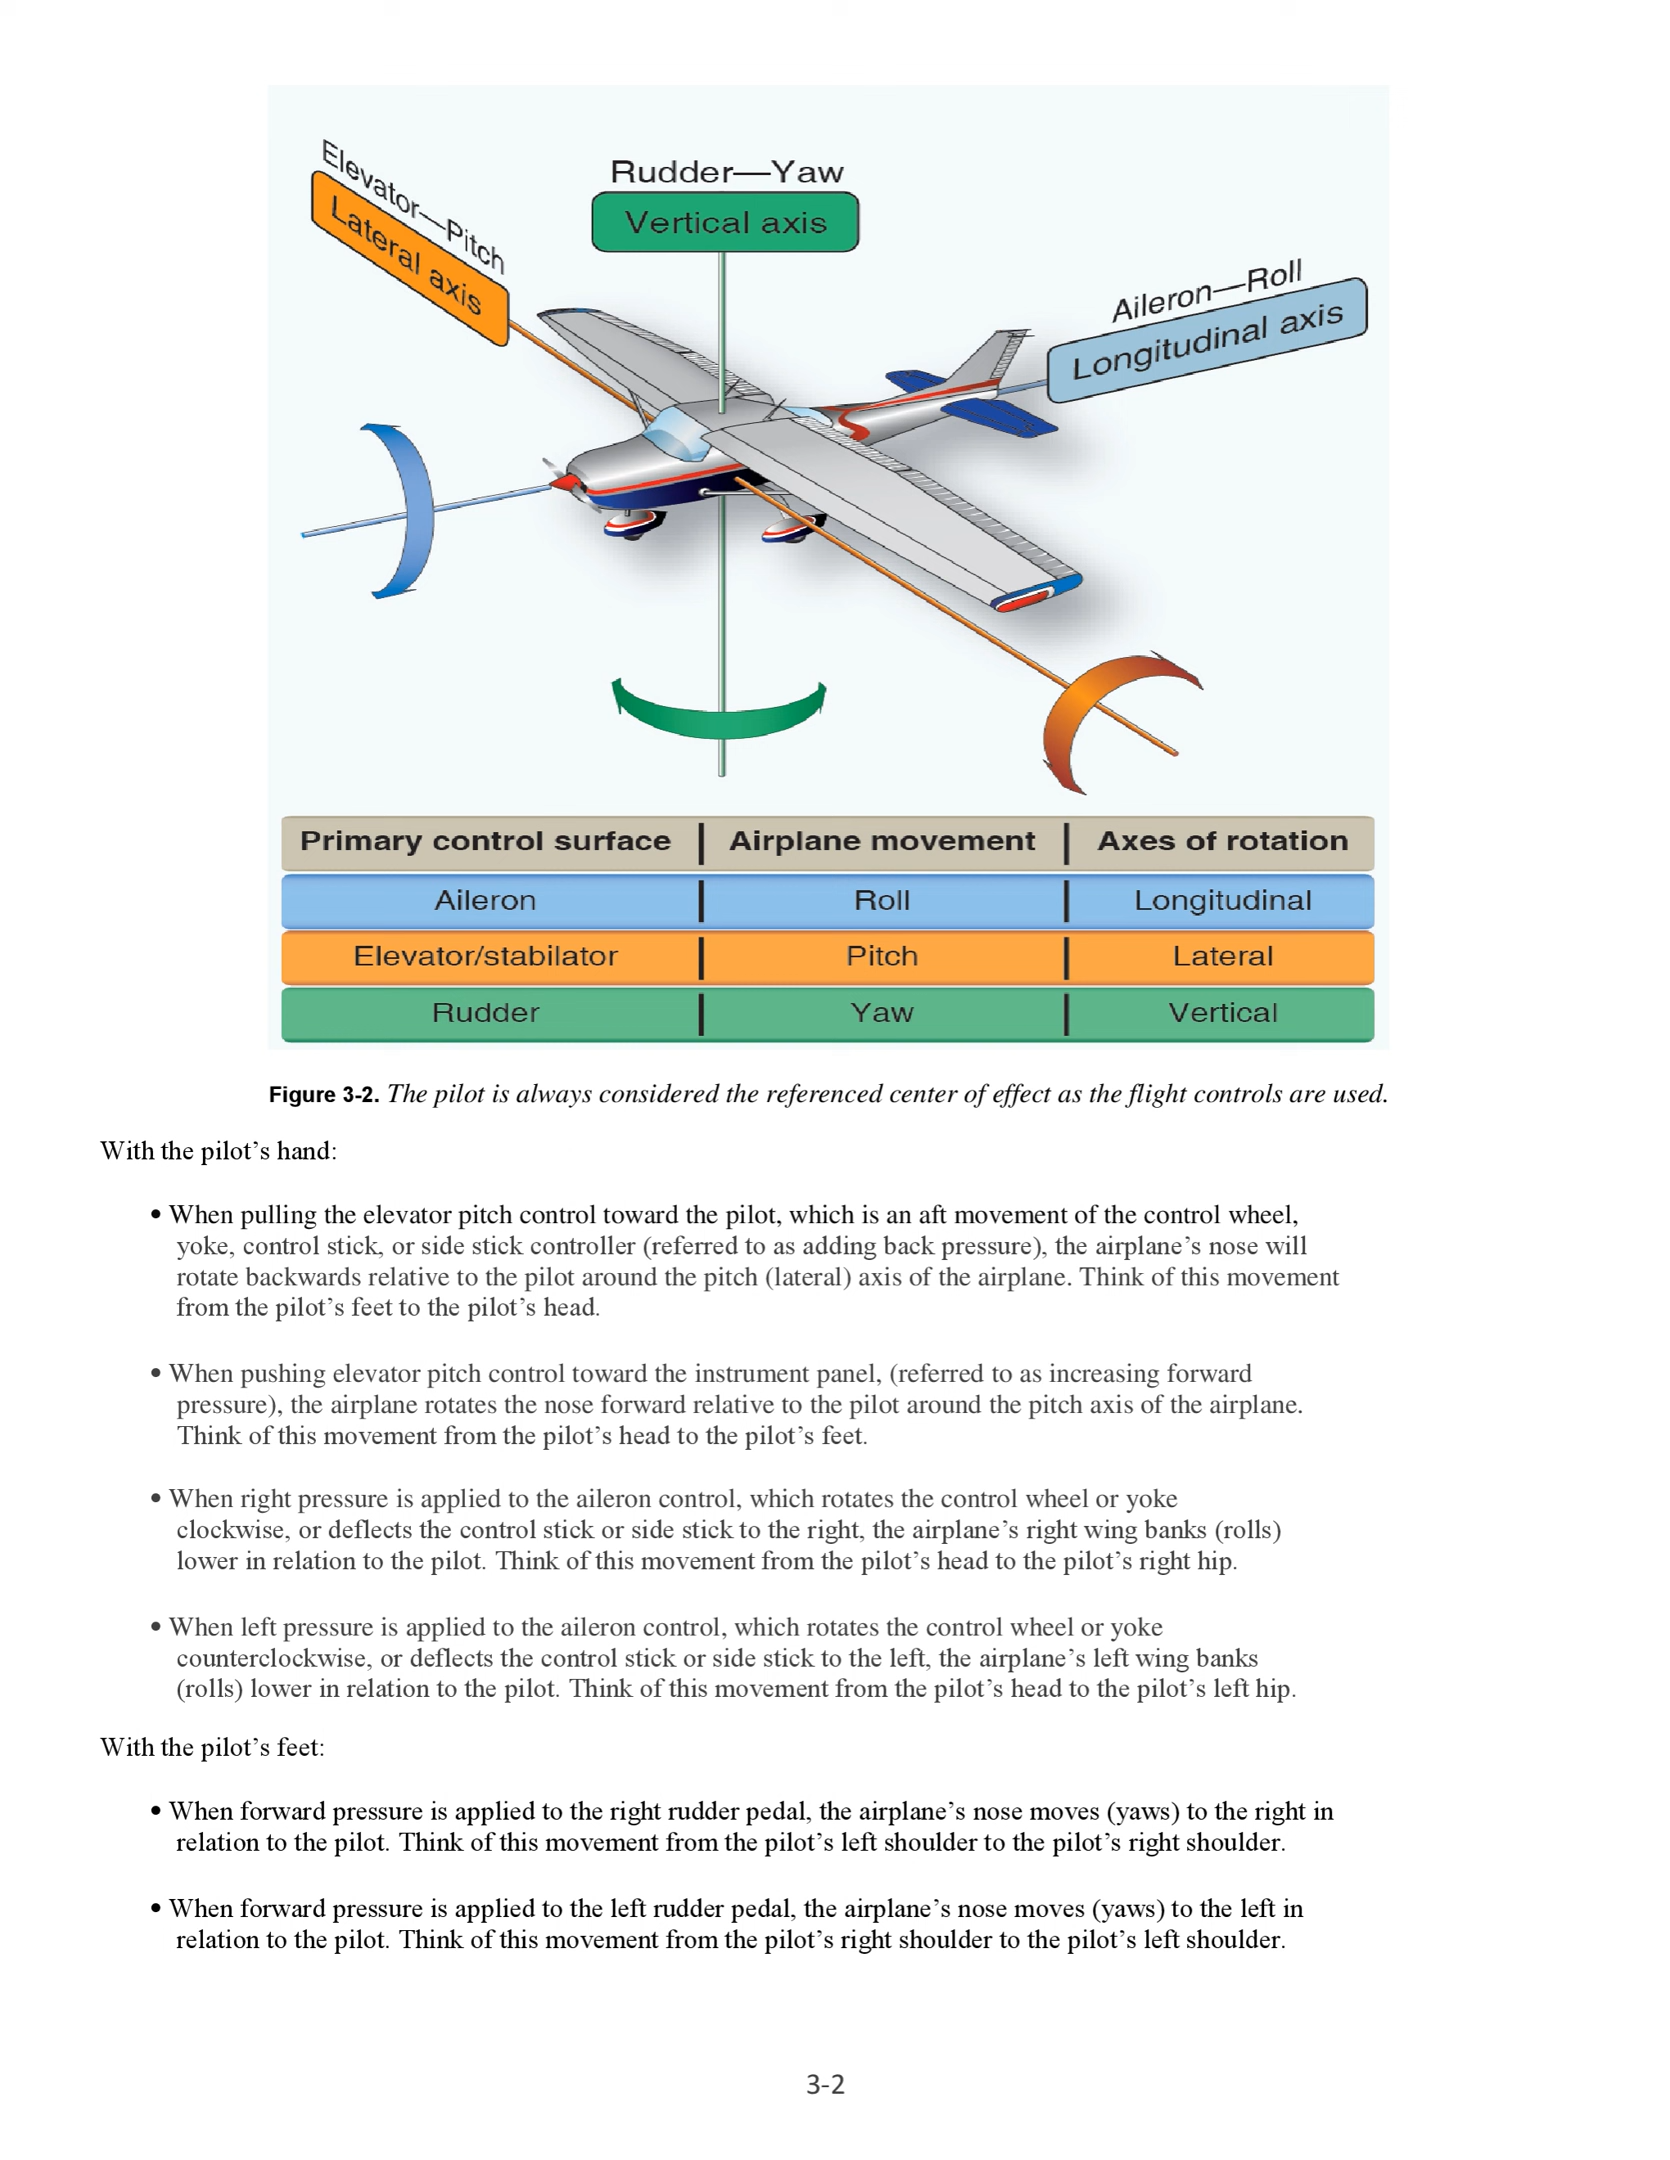 Elevator—Pitch
Lateral axis
Rudder—Yaw
Vertical axis
Aileron—Roll
Longitudinal axis
Primary control surface | Airplane movement | Axes of rotation
Aileron | Roll | Longitudinal
Elevator/stabilator | Pitch | Lateral
Rudder | Yaw | Vertical
Figure 3-2. The pilot is always considered the referenced center of effect as the flight controls are used.
With the pilot’s hand:
• When pulling the elevator pitch control toward the pilot, which is an aft movement of the control wheel,
yoke, control stick, or side stick controller (referred to as adding back pressure), the airplane’s nose will
rotate backwards relative to the pilot around the pitch (lateral) axis of the airplane. Think of this movement
from the pilot’s feet to the pilot’s head.
• When pushing elevator pitch control toward the instrument panel, (referred to as increasing forward
pressure), the airplane rotates the nose forward relative to the pilot around the pitch axis of the airplane.
Think of this movement from the pilot’s head to the pilot’s feet.
• When right pressure is applied to the aileron control, which rotates the control wheel or yoke
clockwise, or deflects the control stick or side stick to the right, the airplane’s right wing banks (rolls)
lower in relation to the pilot. Think of this movement from the pilot’s head to the pilot’s right hip.
• When left pressure is applied to the aileron control, which rotates the control wheel or yoke
counterclockwise, or deflects the control stick or side stick to the left, the airplane’s left wing banks
(rolls) lower in relation to the pilot. Think of this movement from the pilot’s head to the pilot’s left hip.
With the pilot’s feet:
• When forward pressure is applied to the right rudder pedal, the airplane’s nose moves (yaws) to the right in
relation to the pilot. Think of this movement from the pilot’s left shoulder to the pilot’s right shoulder.
• When forward pressure is applied to the left rudder pedal, the airplane’s nose moves (yaws) to the left in
relation to the pilot. Think of this movement from the pilot’s right shoulder to the pilot’s left shoulder.
3-2